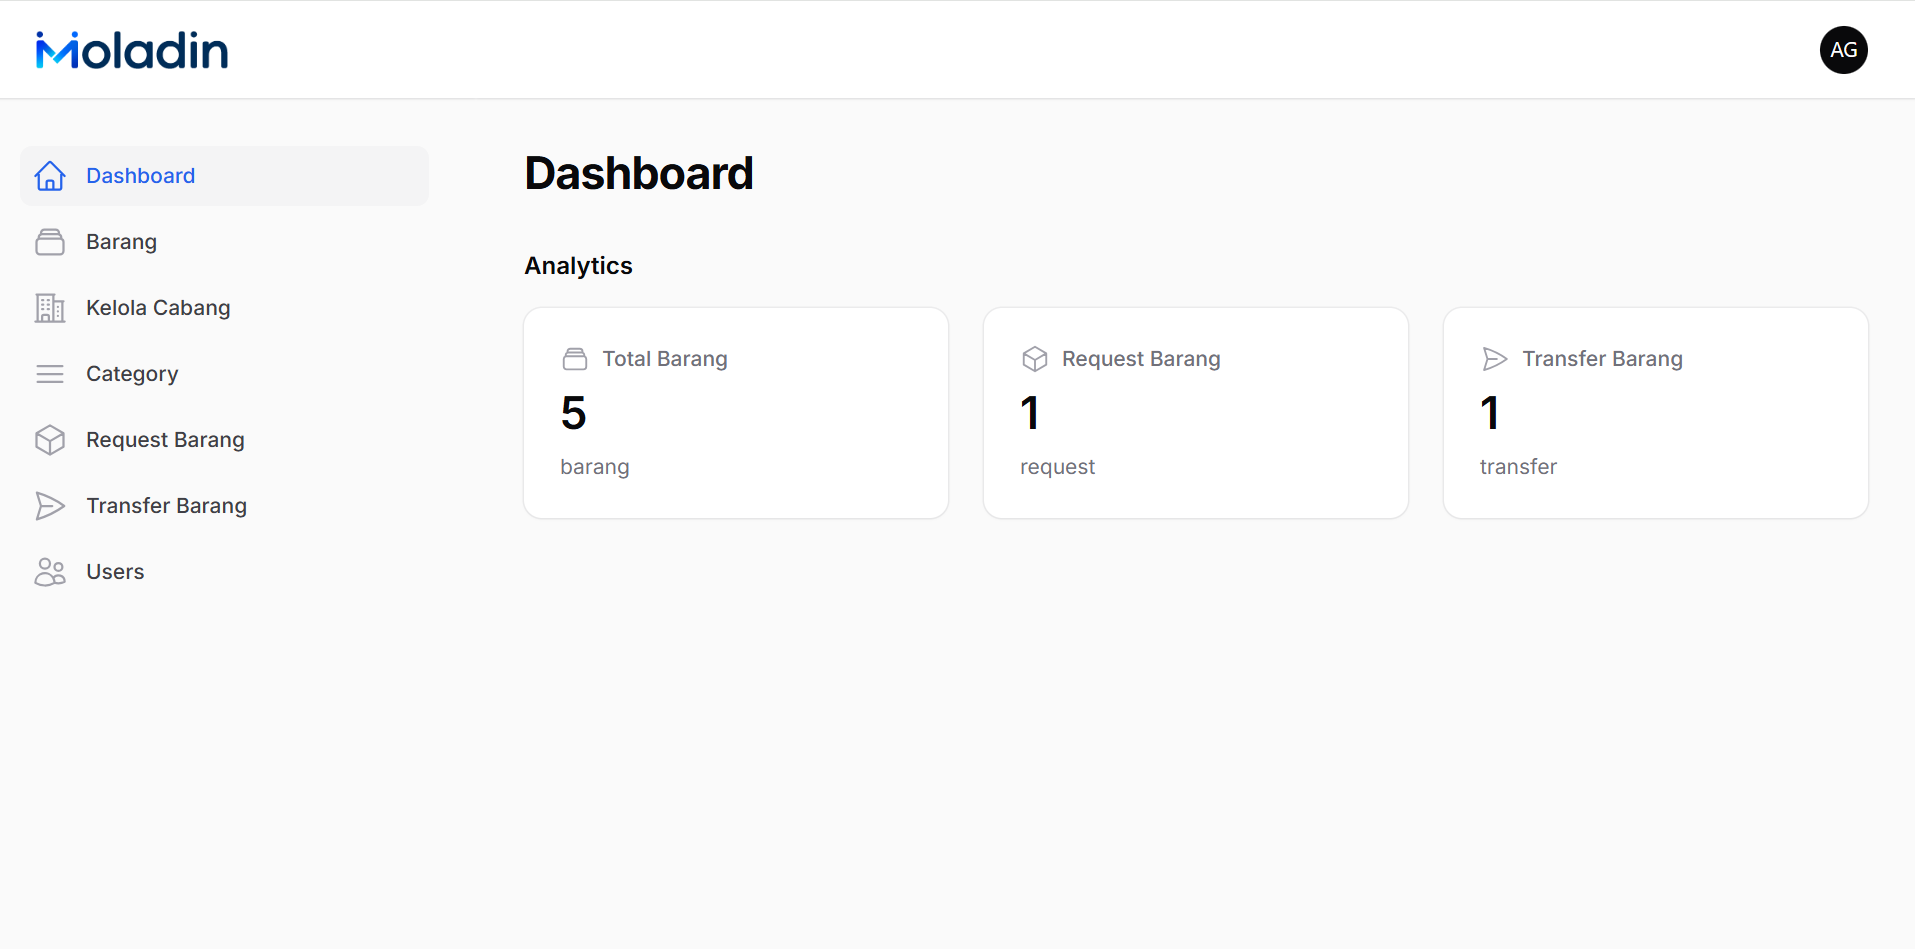 Moladin
AG
Dashboard
Barang
Kelola Cabang
Category
Request Barang
Transfer Barang
Users
Dashboard
Analytics
Total Barang
5
barang
Request Barang
1
request
Transfer Barang
1
transfer